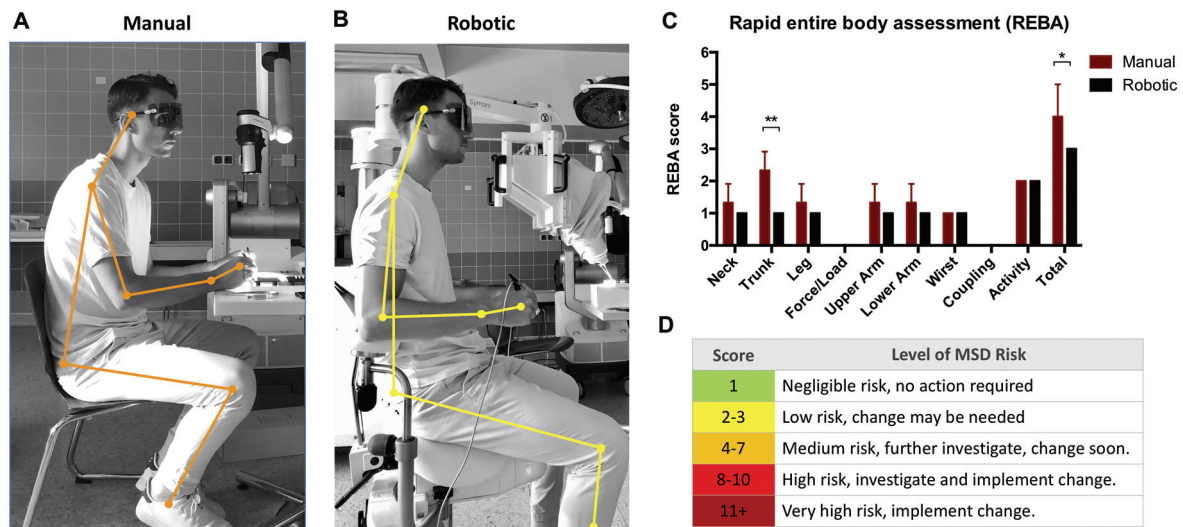 A
Manual
B
Robotic
Symani
C
Rapid entire body assessment (REBA)
REBA score
6
5
4
3
2
1
0
**
*
Manual
Robotic
Neck
Trunk
Leg
Force/Load
Upper Arm
Lower Arm
Wirst
Coupling
Activity
Total
D
Score Level of MSD Risk
1 Negligible risk, no action required
2-3 Low risk, change may be needed
4-7 Medium risk, further investigate, change soon.
8-10 High risk, investigate and implement change.
11+ Very high risk, implement change.